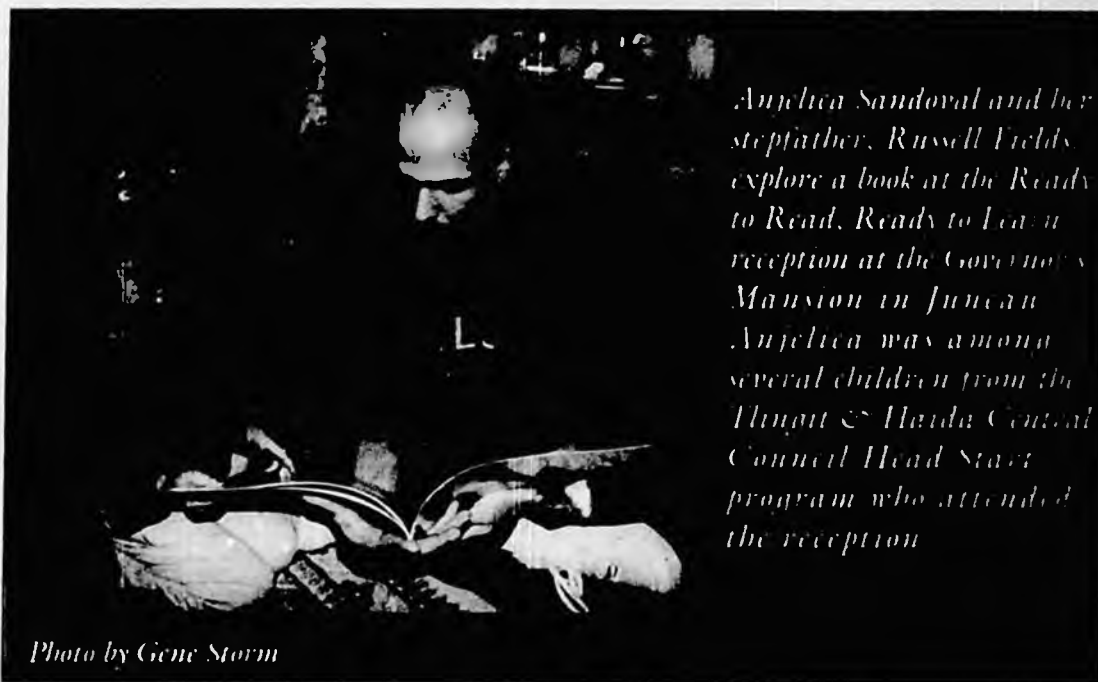 Anjelica Sandoval and her
stepfather, Russell Fields,
explore a book at the Ready
to Read, Ready to Learn
reception at the Governor's
Mansion in Juneau
Anjelica was among
several children from the
Tlingit & Haida Central
Council Head Start
program who attended
the reception
Photo by Gene Storm